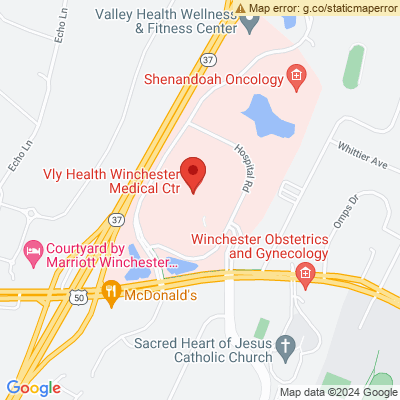 Map error: g.co/staticmaperror
Valley Health Wellness
& Fitness Center
Echo Ln
37
Shenandoah Oncology
Whittier Ave
Hospital Rd
Echo Ln
Vly Health Winchester
Medical Ctr
Omps Dr
37
Courtyard by
Marriott Winchester...
Winchester Obstetrics
and Gynecology
50
McDonald's
Sacred Heart of Jesus
Catholic Church
Google
Map data ©2024 Google